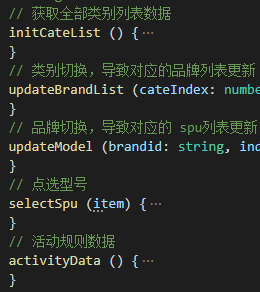 // 获取全部类别列表数据
initCateList () {···
}
// 类别切换，导致对应的品牌列表更新
updateBrandList (cateIndex: numbe
}
// 品牌切换，导致对应的 spu列表更新
updateModel (brandid: string, ind
}
// 点选型号
selectSpu (item) {···
}
// 活动规则数据
activityData () {···
}